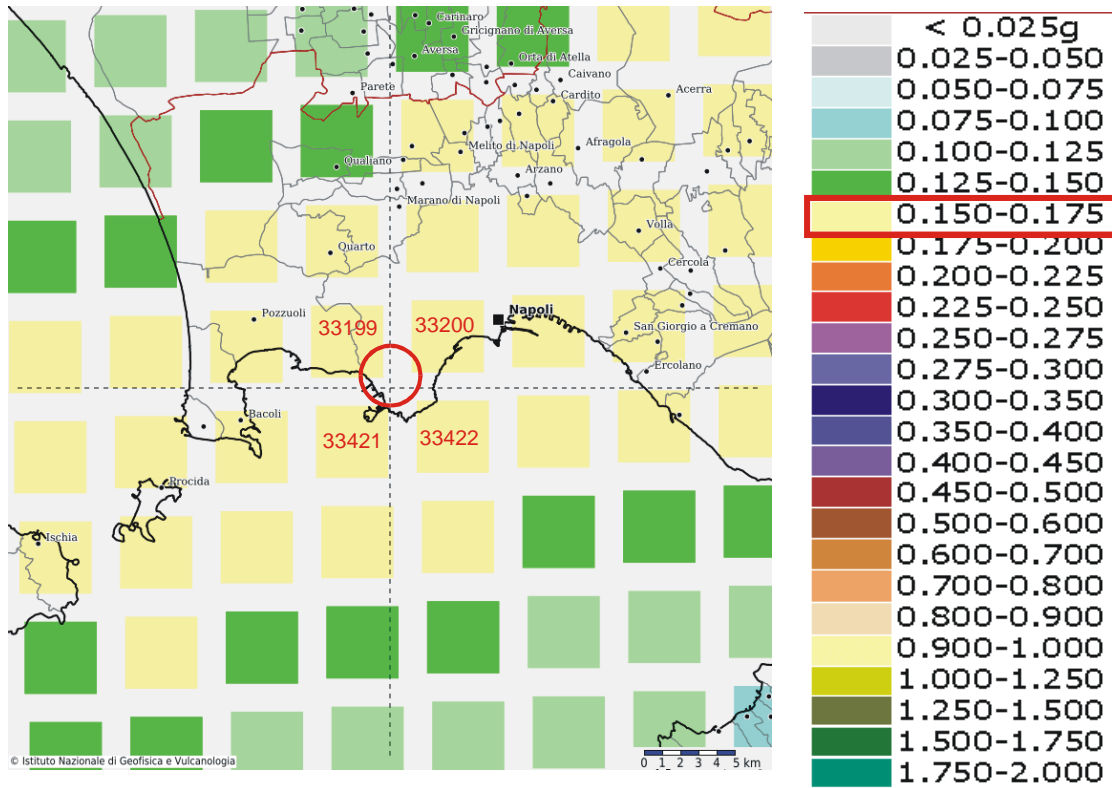 Carinaro
Gricignano di Aversa
Aversa
Orta di Atella
Caivano
Parete
Cardito
Acerra
Melito di Napoli
Afragola
Qualiano
Arzano
Marano di Napoli
Volla
Quarto
Cercola
Pozzuoli
Napoli
33199
33200
San Giorgio a Cremano
Ercolano
Bacoli
33421
33422
Procida
Ischia
© Istituto Nazionale di Geofisica e Vulcanologia
0 1 2 3 4 5 km
< 0.025g
0.025-0.050
0.050-0.075
0.075-0.100
0.100-0.125
0.125-0.150
0.150-0.175
0.175-0.200
0.200-0.225
0.225-0.250
0.250-0.275
0.275-0.300
0.300-0.350
0.350-0.400
0.400-0.450
0.450-0.500
0.500-0.600
0.600-0.700
0.700-0.800
0.800-0.900
0.900-1.000
1.000-1.250
1.250-1.500
1.500-1.750
1.750-2.000